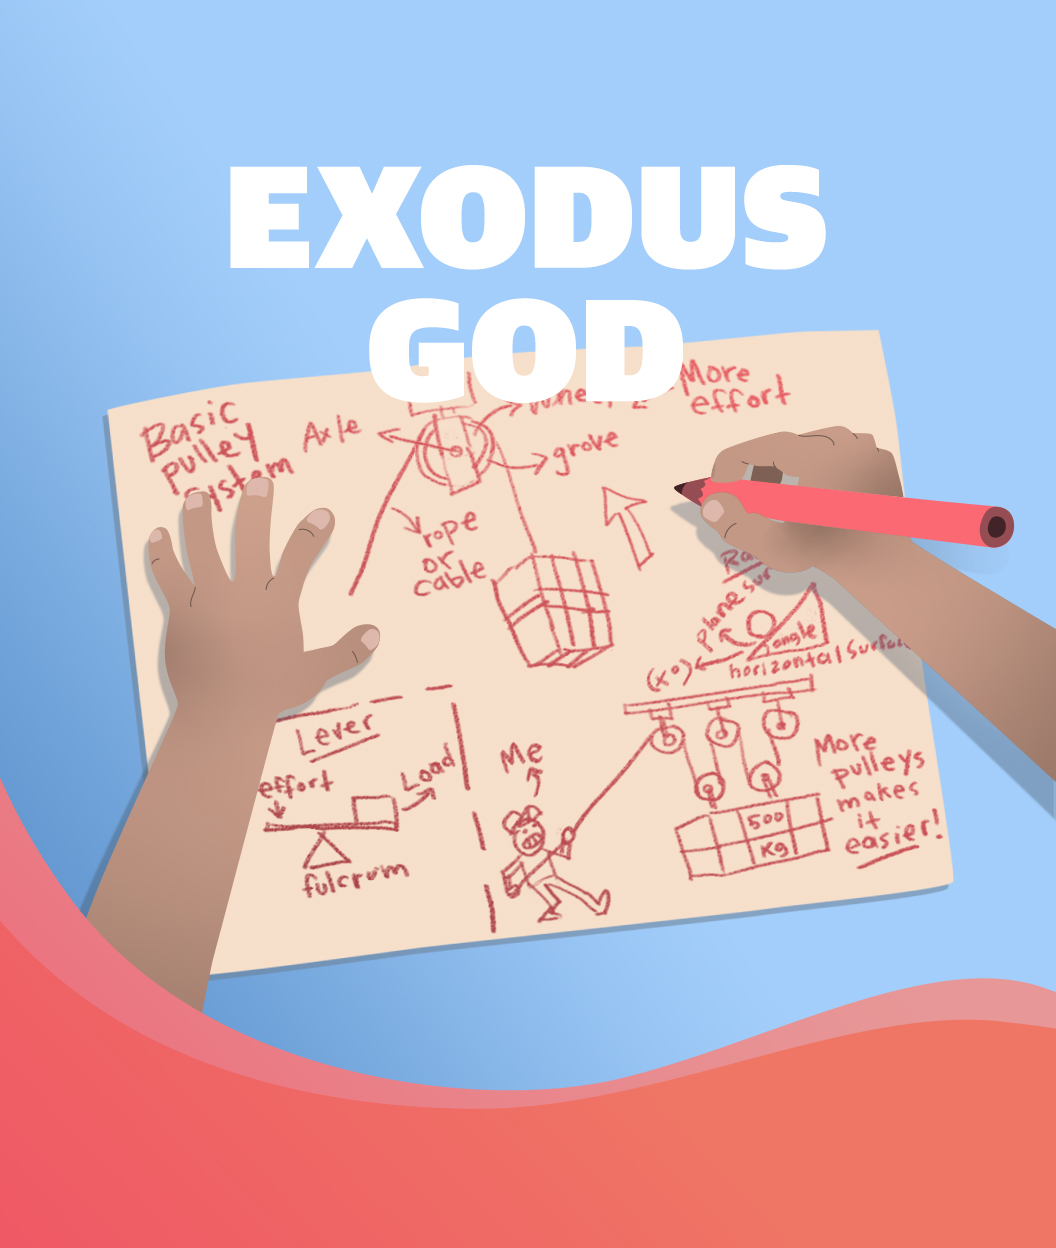 EXODUS
GOD
Basic
pulley
system
Axle
grove
More
effort
rope
or
cable
plane
angle
(x°)
horizontal
Lever
effort
Load
fulcrum
Me
500
Kg
More
pulleys
makes
it
easier!